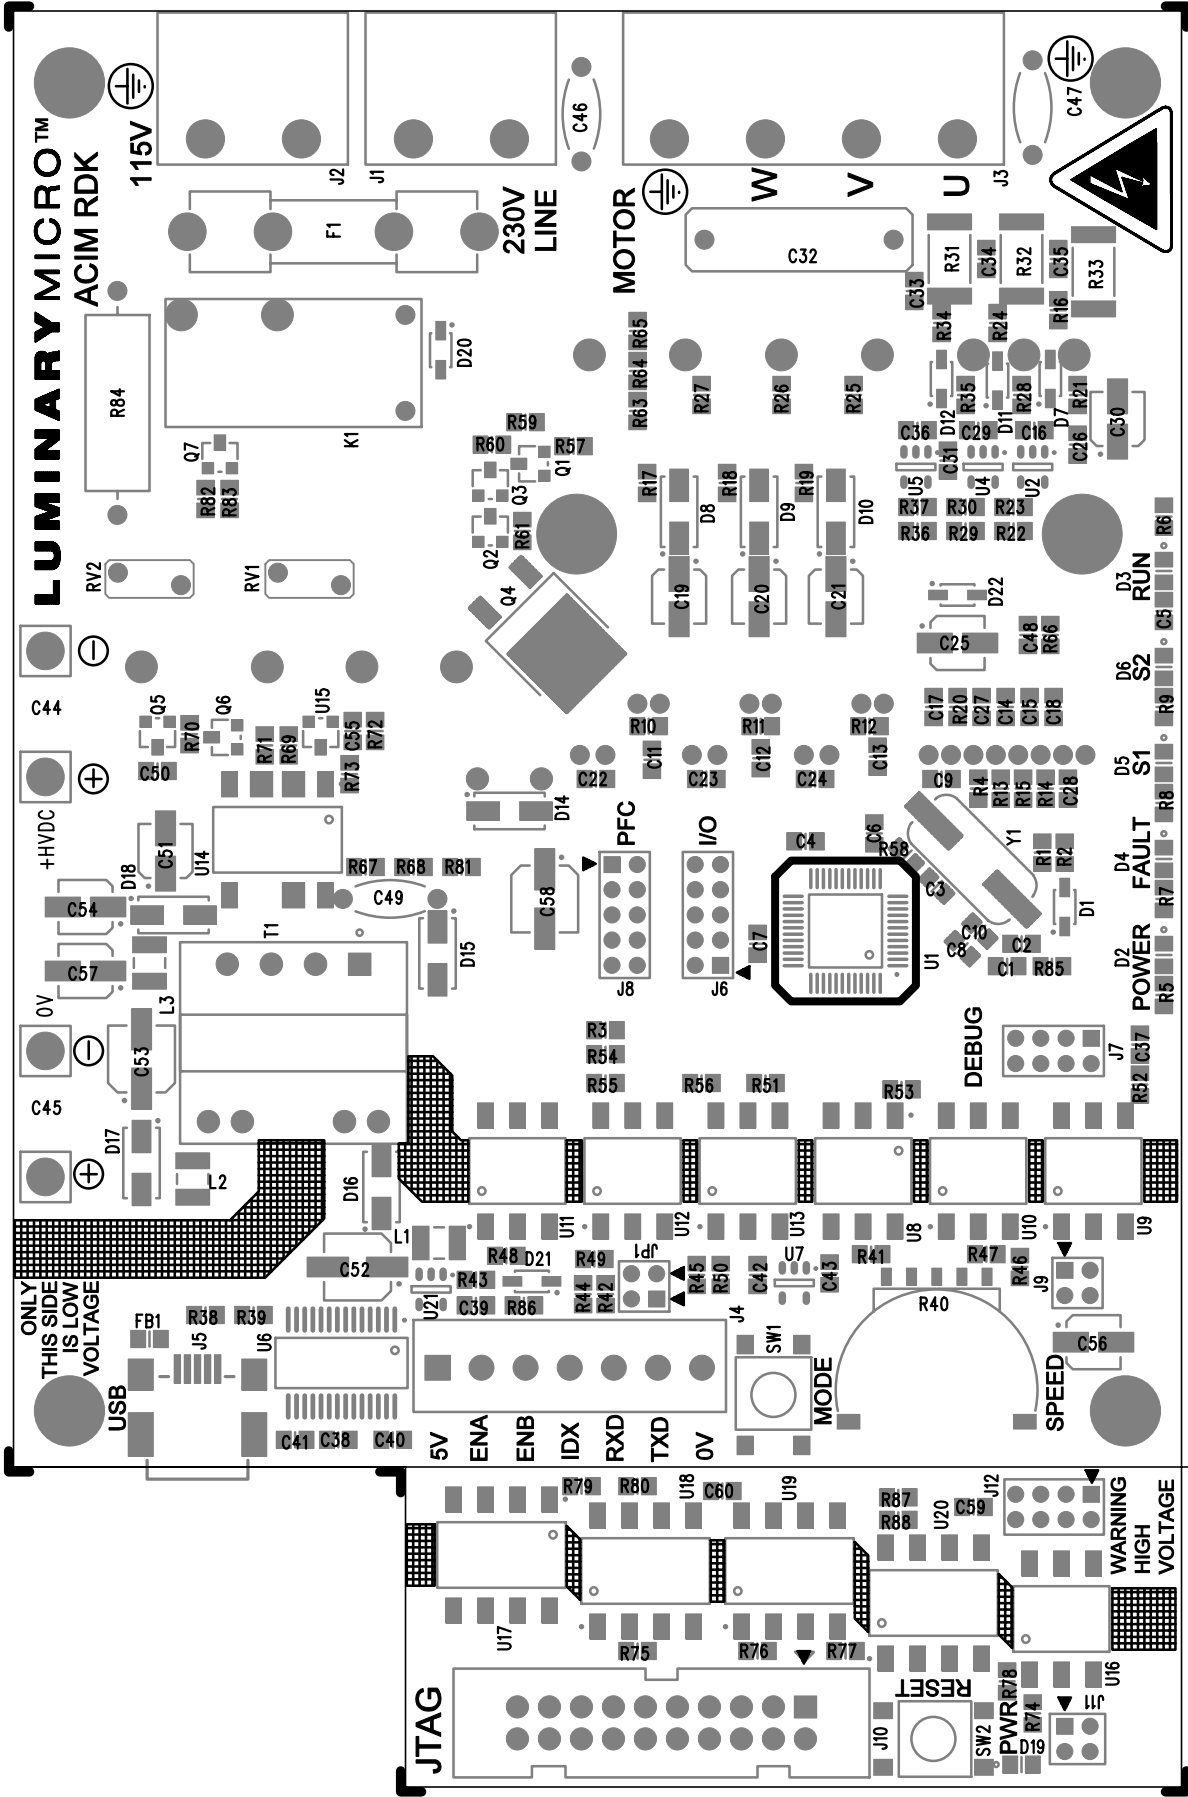 LUMINARYMICRO™
ACIM RDK
115V
J2
J1
C46
C47
J3
F1
230V
LINE
MOTOR
W
V
U
C32
R31
C34
R32
C35
R33
C33
R34
R24
R16
R84
K1
D20
R65
R64
R63
R27
R26
R25
D12
R35
D11
R28
D7
R21
C30
Q7
R82
R83
R59
R60
R57
Q1
Q3
Q2
R61
Q4
C36
C29
C16
C31
C26
U5
U4
U2
R17
D8
R18
D9
R19
D10
R37
R30
R23
R36
R29
R22
R6
D3
RUN
C5
RV2
RV1
C19
C20
C21
D22
C25
C48
R66
D6
S2
R9
C44
Q5
R70
Q6
R71
R69
U15
C55
R72
R73
C50
R10
C11
R11
C12
R12
C13
C17
R20
C27
C14
C15
C18
C22
C23
C24
C9
R4
R13
R15
R14
C28
D5
S1
R8
+HVDC
D18
C51
U14
D14
PFC
I/O
C4
C6
R58
Y1
R1
R2
D4
FAULT
R7
C54
R67
R68
R81
C49
C58
C3
C10
C8
C2
D1
C57
T1
D15
J8
J6
C7
U1
C1
R85
D2
POWER
R5
0V
L3
C53
R3
R54
R55
R56
R51
R53
DEBUG
J7
C37
R52
C45
D17
L2
D16
L1
U11
U12
U13
U8
U10
U9
C52
R48
D21
R49
JP1
R45
R50
C42
U7
C43
R41
R47
R46
J9
U21
R43
C39
R86
R44
R42
J4
ONLY
THIS SIDE
IS LOW
VOLTAGE
FB1
R38
R39
J5
U6
SW1
R40
C56
USB
MODE
SPEED
C41
C38
C40
5V
ENA
ENB
IDX
RXD
TXD
0V
R79
R80
U18
C60
U19
R87
R88
U20
C59
J12
WARNING
HIGH
VOLTAGE
U17
R75
R76
R77
U16
R78
JTAG
RESET
J10
SW2
PWR
R74
D19
J11